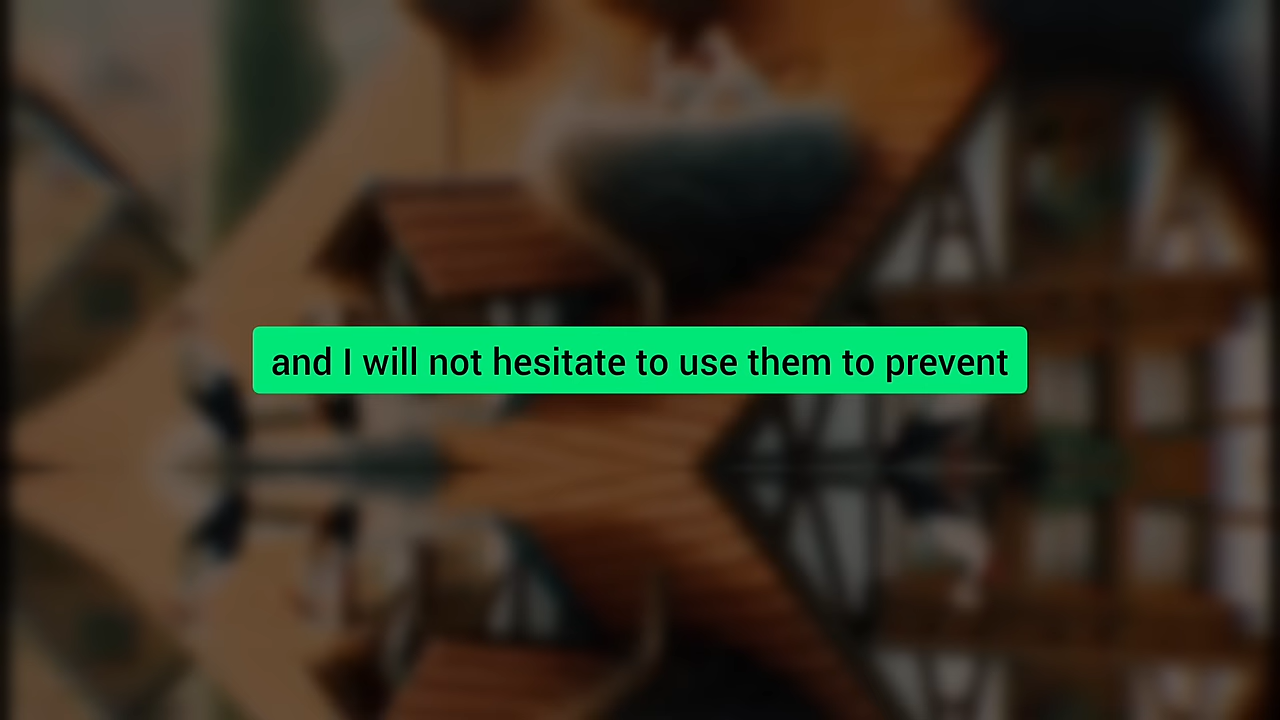 and I will not hesitate to use them to prevent